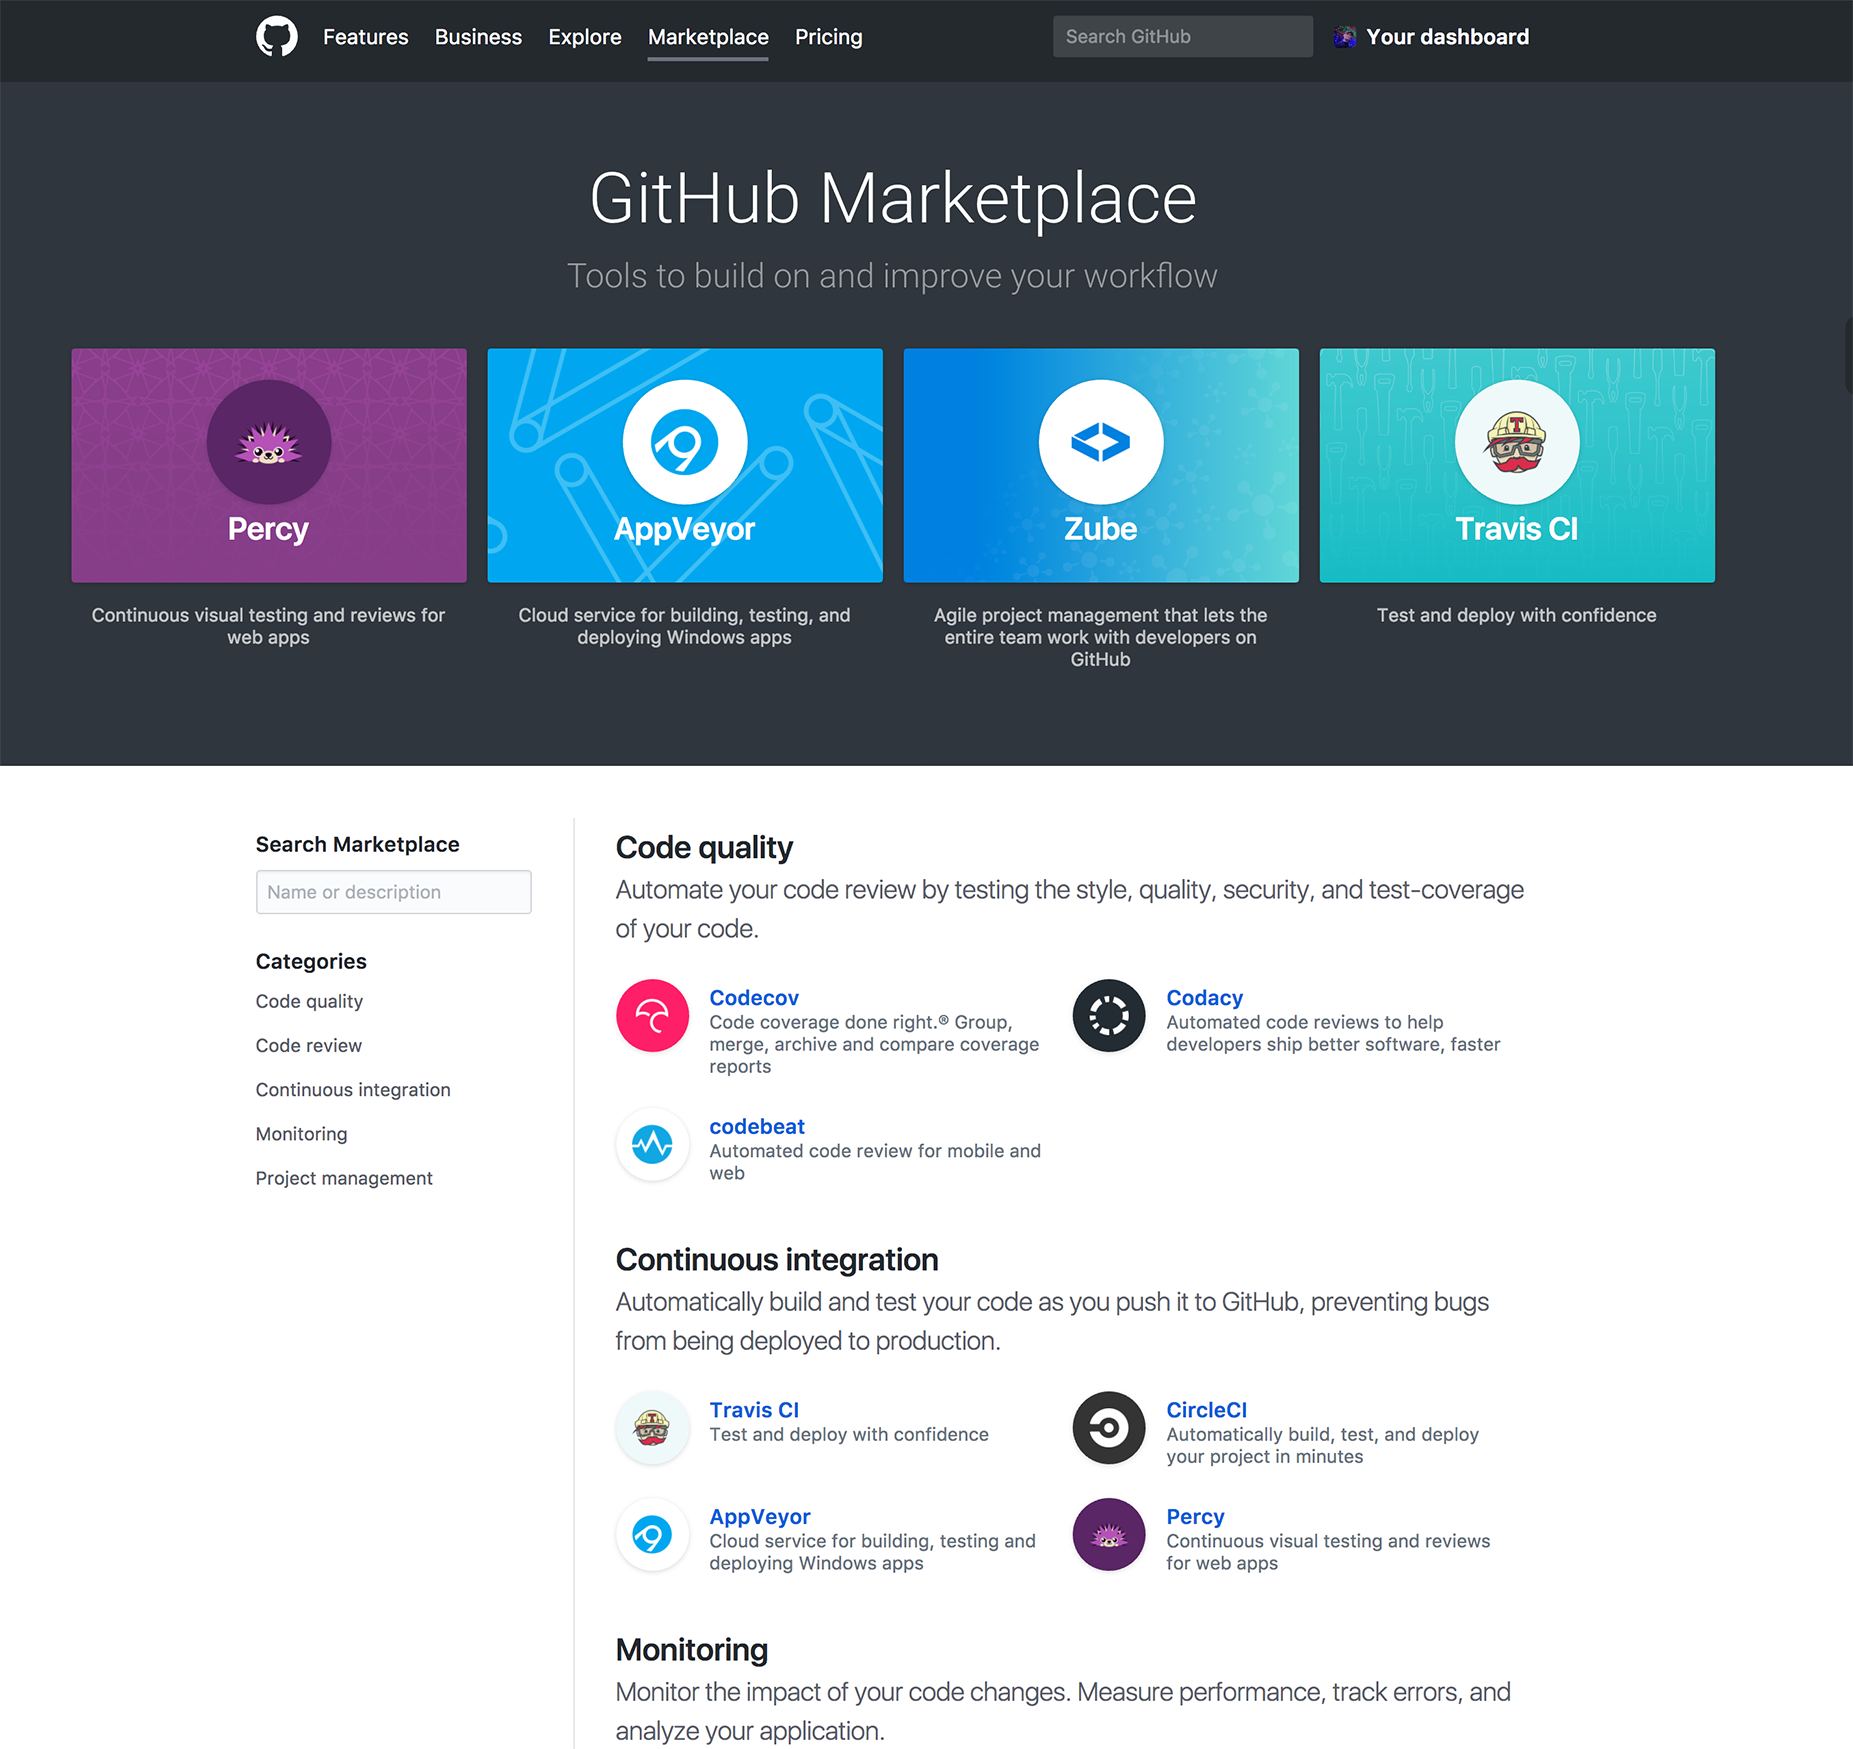 Features Business Explore Marketplace Pricing Search GitHub Your dashboard
GitHub Marketplace
Tools to build on and improve your workflow
Percy
Continuous visual testing and reviews for
web apps
AppVeyor
Cloud service for building, testing, and
deploying Windows apps
Zube
Agile project management that lets the
entire team work with developers on
GitHub
T
Travis CI
Test and deploy with confidence
Search Marketplace
Name or description
Categories
Code quality
Code review
Continuous integration
Monitoring
Project management
Code quality
Automate your code review by testing the style, quality, security, and test-coverage
of your code.
Codecov
Code coverage done right.® Group,
merge, archive and compare coverage
reports
Codacy
Automated code reviews to help
developers ship better software, faster
codebeat
Automated code review for mobile and
web
Continuous integration
Automatically build and test your code as you push it to GitHub, preventing bugs
from being deployed to production.
T
Travis CI
Test and deploy with confidence
CircleCI
Automatically build, test, and deploy
your project in minutes
AppVeyor
Cloud service for building, testing and
deploying Windows apps
Percy
Continuous visual testing and reviews
for web apps
Monitoring
Monitor the impact of your code changes. Measure performance, track errors, and
analyze your application.